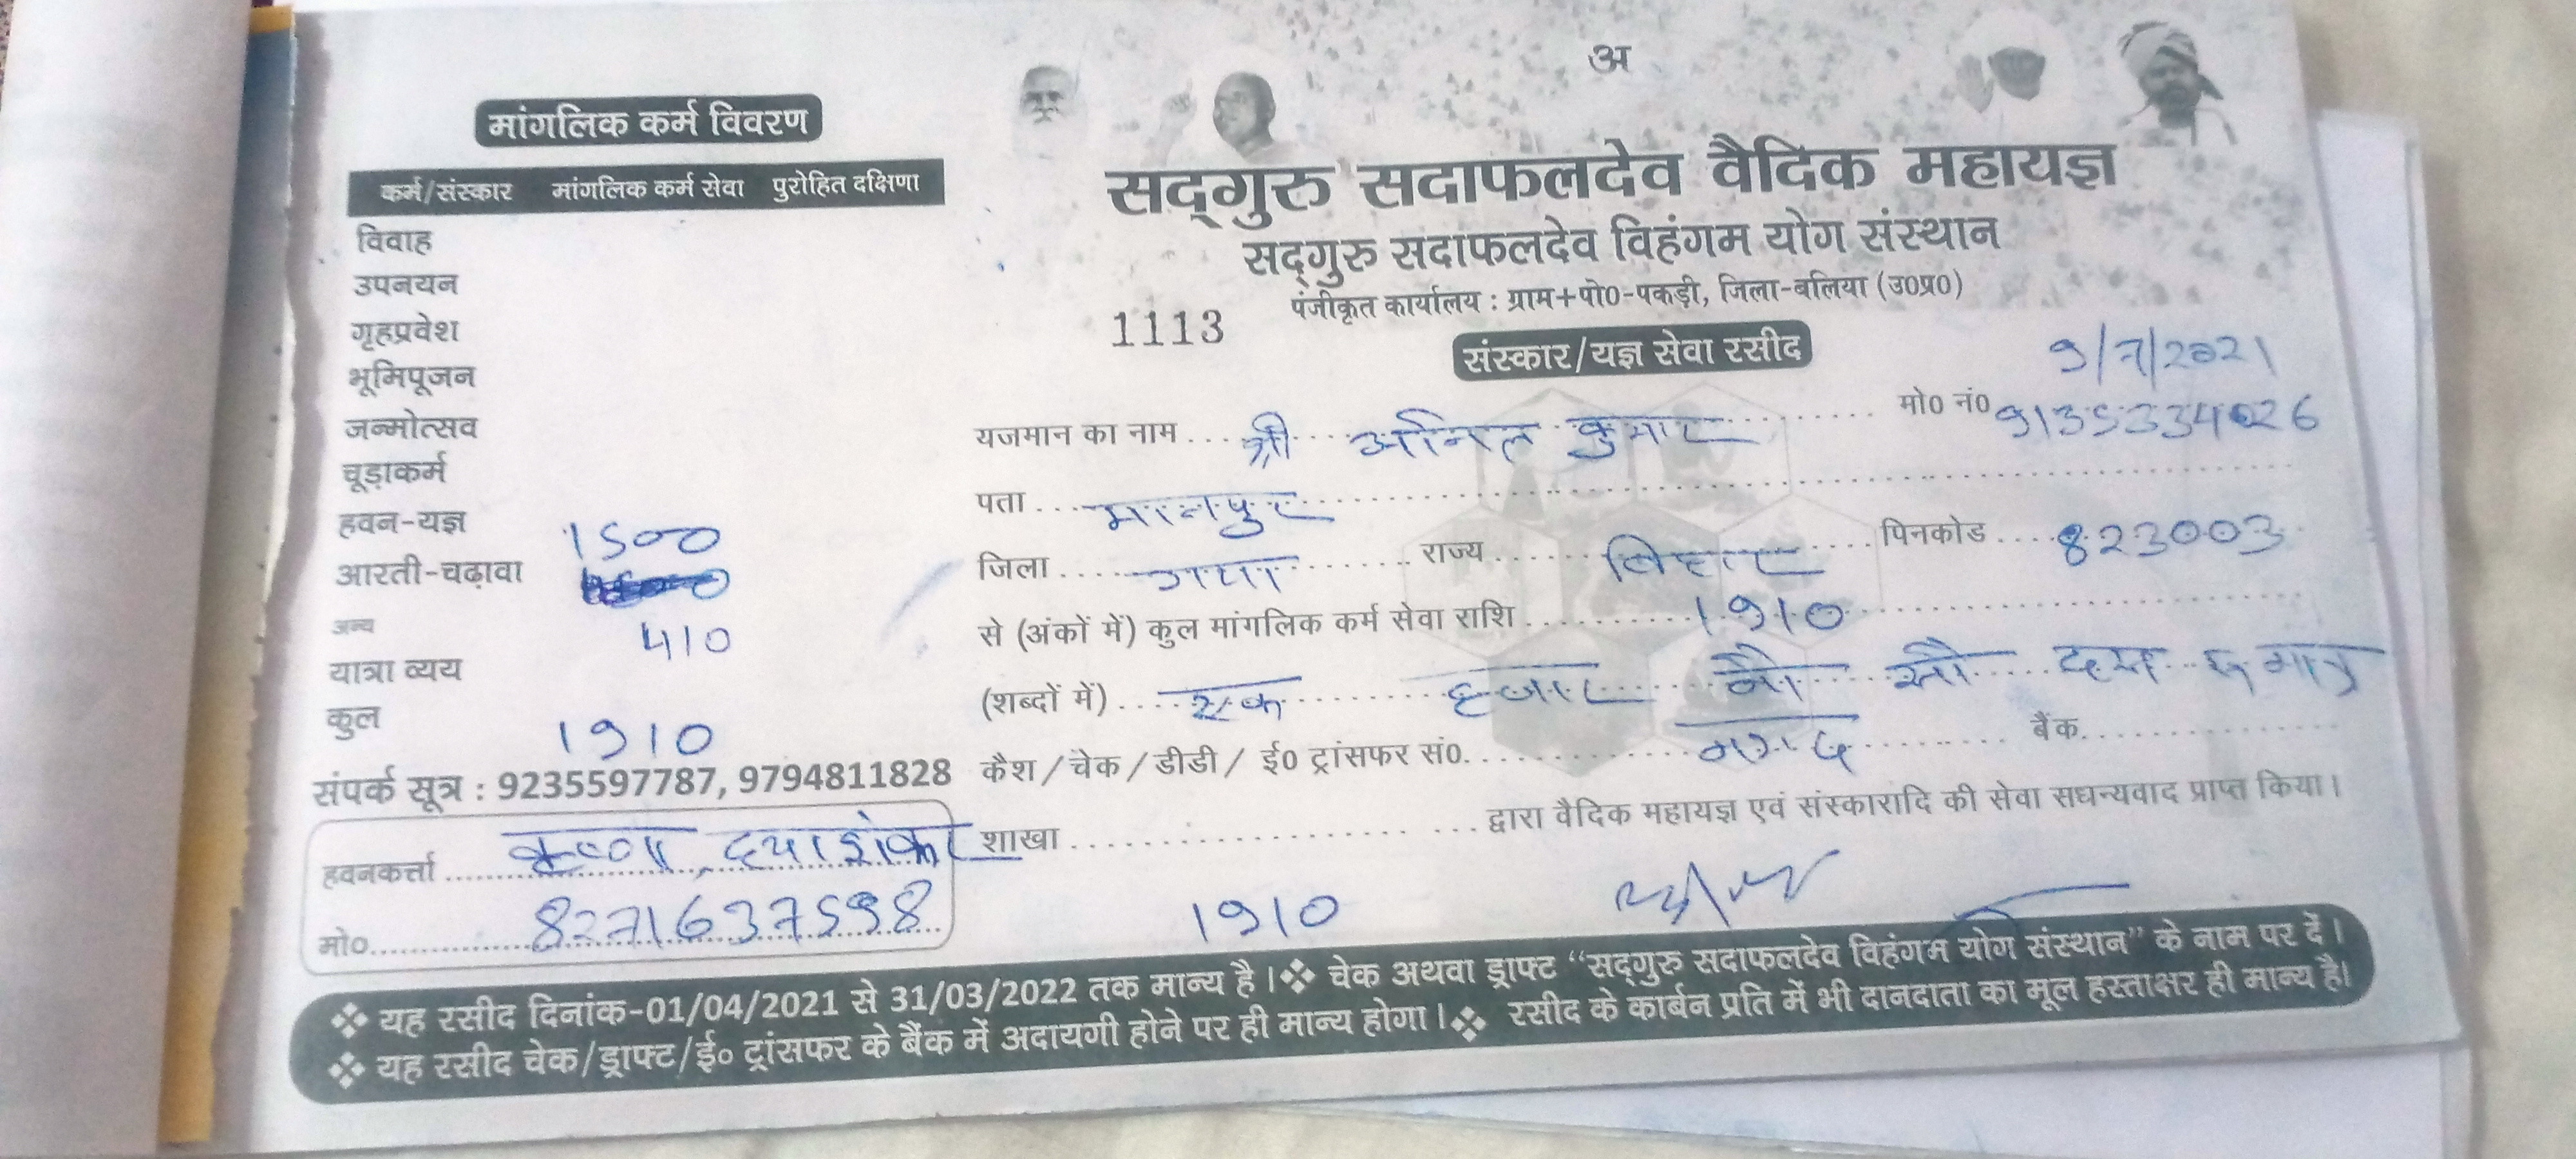 अ
मांगलिक कर्म विवरण
कर्म/संस्कार मांगलिक कर्म सेवा पुरोहित दक्षिणा
विवाह
उपनयन
गृहप्रवेश
भूमिपूजन
जन्मोत्सव
चूड़ाकर्म
हवन-यज्ञ 1500
आरती-चढ़ावा
अन्य 410
यात्रा व्यय
कुल 1910
संपर्क सूत्र : 9235597787, 9794811828
हवनकर्त्ता कृष्णा, दयाशंकर
मो० 8271637598
सद्गुरु सदाफलदेव वैदिक महायज्ञ
सद्गुरु सदाफलदेव विहंगम योग संस्थान
पंजीकृत कार्यालय : ग्राम+पो0-पकड़ी, जिला-बलिया (उ0प्र0)
1113
संस्कार/यज्ञ सेवा रसीद
9/7/2021
यजमान का नाम श्री अनिल कुमार मो0 नं0 9135334026
पता मानपुर
जिला गया राज्य बिहार पिनकोड 823003
से (अंकों में) कुल मांगलिक कर्म सेवा राशि 1910
(शब्दों में) एक हजार नौ सौ दस रु मात्र
कैश/चेक/डीडी/ ई0 ट्रांसफर सं0. नगद बैंक
शाखा द्वारा वैदिक महायज्ञ एवं संस्कारादि की सेवा सधन्यवाद प्राप्त किया।
1910
❖ यह रसीद दिनांक-01/04/2021 से 31/03/2022 तक मान्य है।❖ चेक अथवा ड्राफ्ट “सद्गुरु सदाफलदेव विहंगम योग संस्थान” के नाम पर दें।
❖ यह रसीद चेक/ड्राफ्ट/ई० ट्रांसफर के बैंक में अदायगी होने पर ही मान्य होगा।❖ रसीद के कार्बन प्रति में भी दानदाता का मूल हस्ताक्षर ही मान्य है।